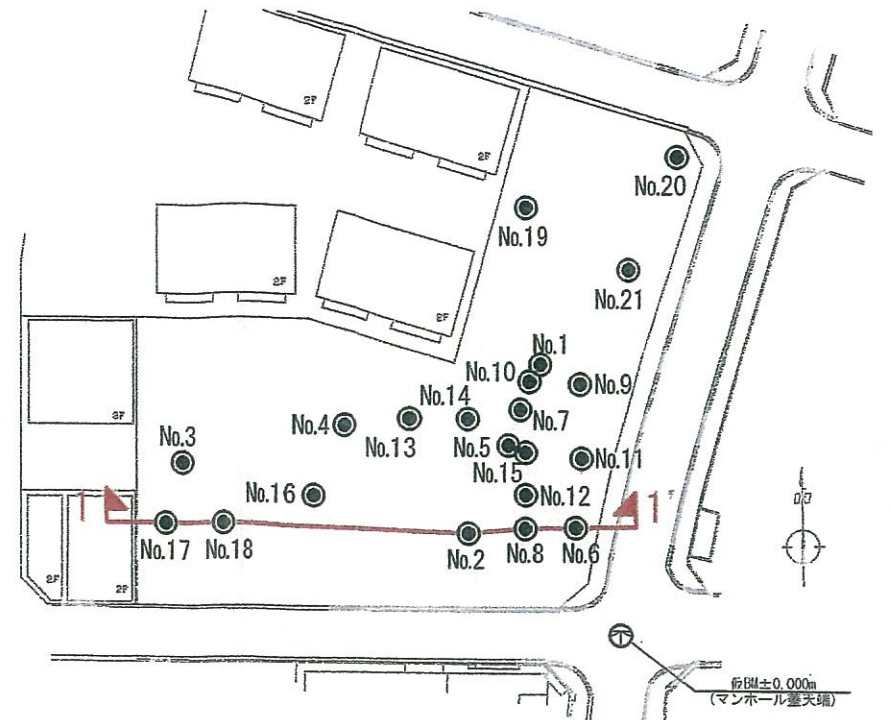 2F
2F
No.20
No.19
2F
2F
No.21
No.1
No.10
No.9
No.14
3F
No.4
No.7
No.13
No.5
No.3
No.15
No.11
No.16
No.12
1
1'
No.17
No.18
No.2
No.8
No.6
2F
2F
仮BM±0.000m
(マンホール蓋天端)